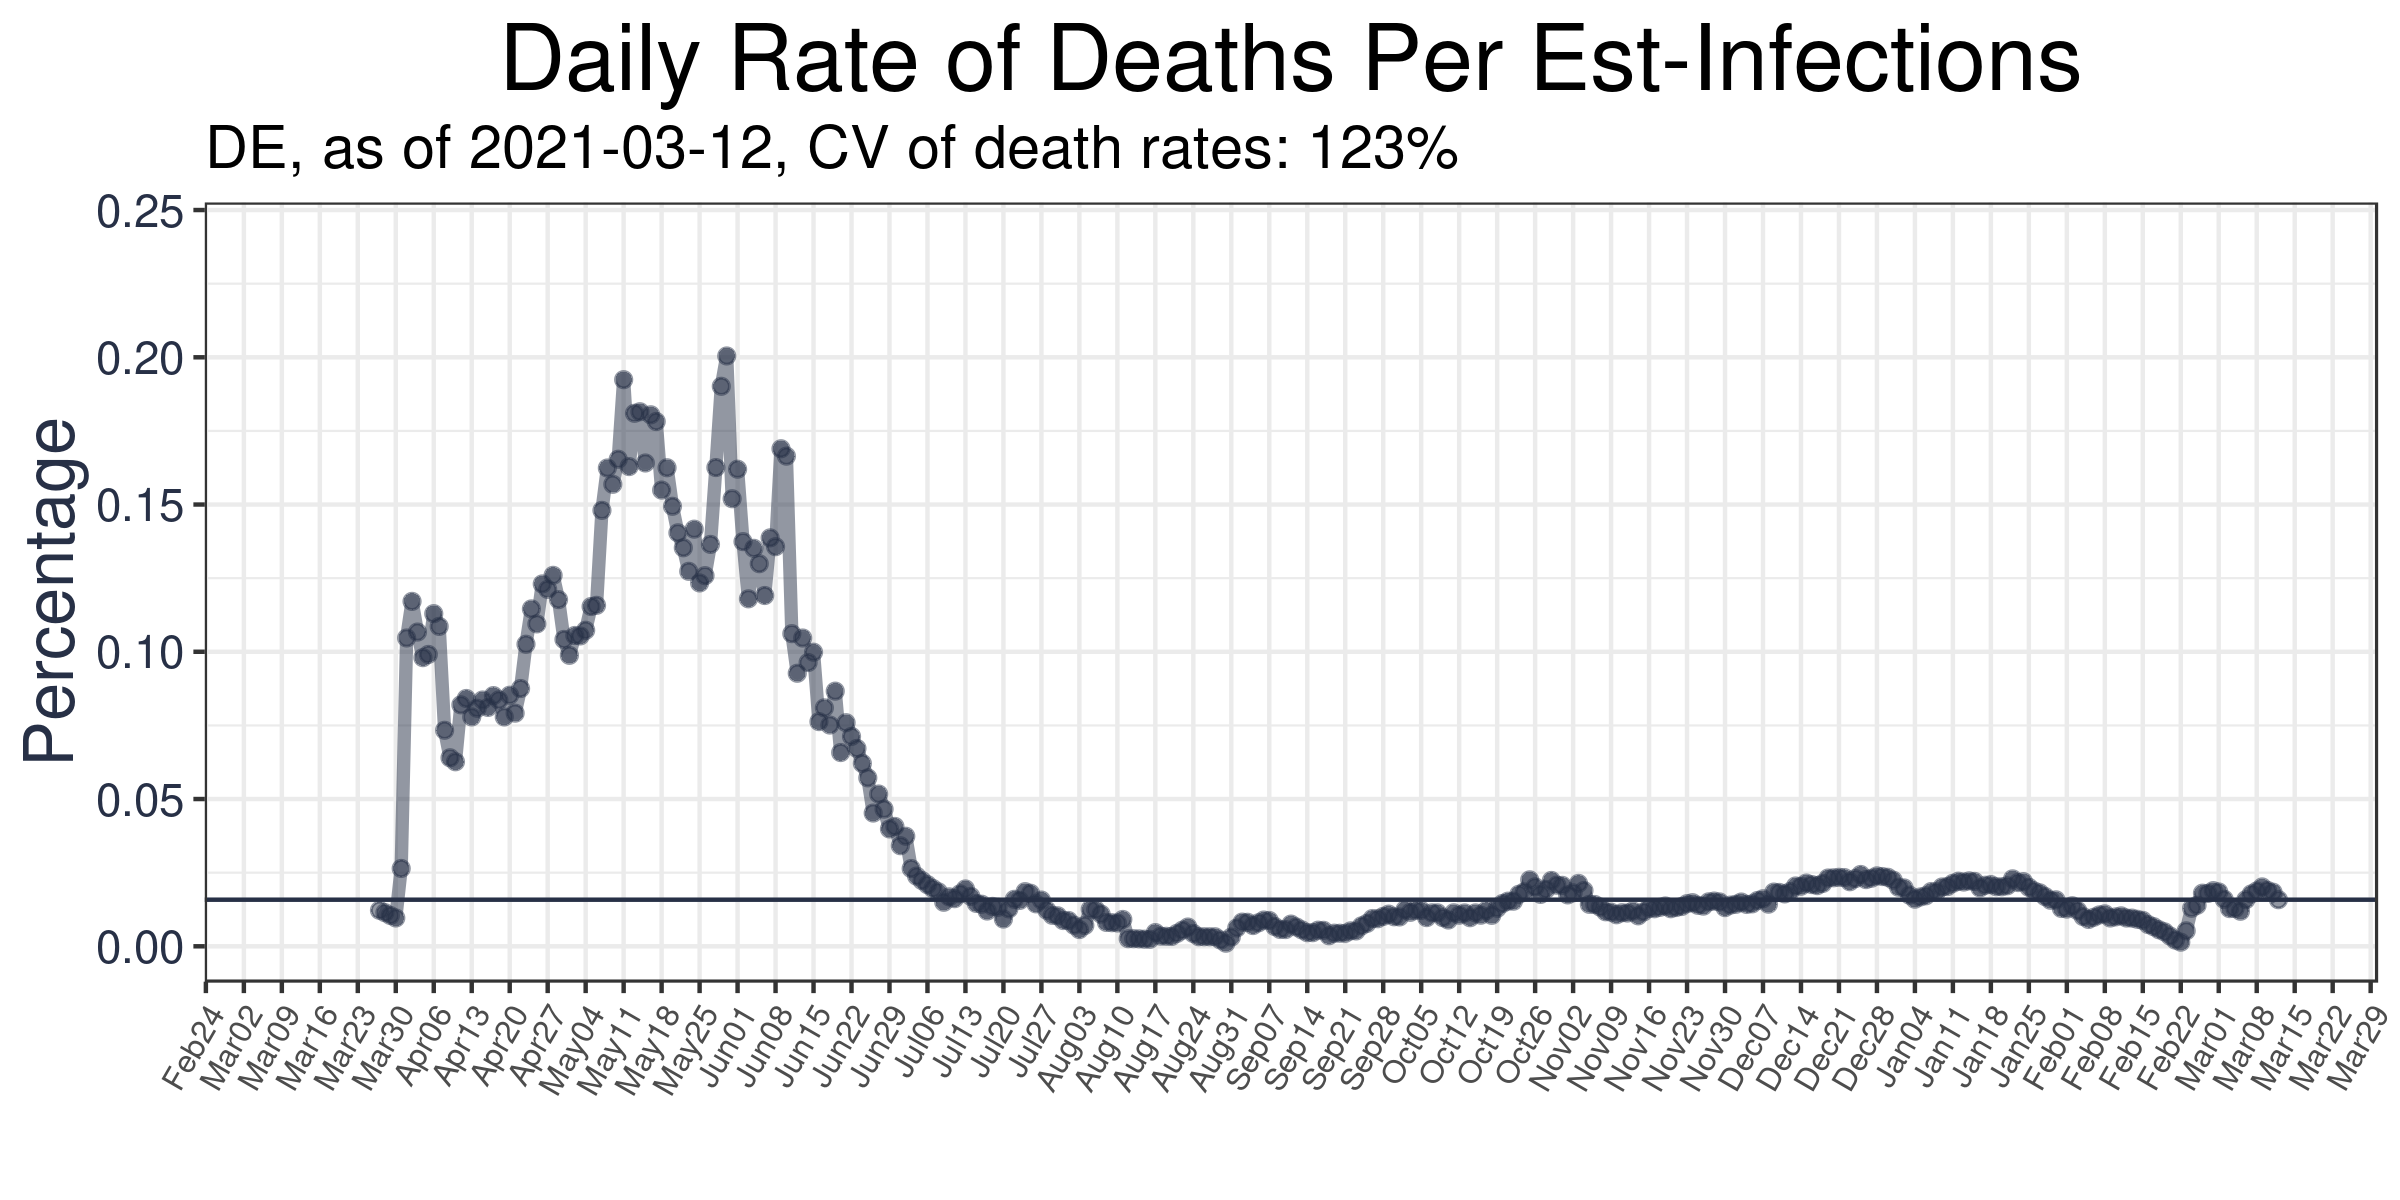 Daily Rate of Deaths Per Est-Infections
DE, as of 2021-03-12, CV of death rates: 123%
Percentage
0.25
0.20
0.15
0.10
0.05
0.00
Feb24
Mar02
Mar09
Mar16
Mar23
Mar30
Apr06
Apr13
Apr20
Apr27
May04
May11
May18
May25
Jun01
Jun08
Jun15
Jun22
Jun29
Jul06
Jul13
Jul20
Jul27
Aug03
Aug10
Aug17
Aug24
Aug31
Sep07
Sep14
Sep21
Sep28
Oct05
Oct12
Oct19
Oct26
Nov02
Nov09
Nov16
Nov23
Nov30
Dec07
Dec14
Dec21
Dec28
Dec04
Jan11
Jan18
Jan25
Feb01
Feb08
Feb15
Feb22
Mar01
Mar08
Mar15
Mar22
Mar29